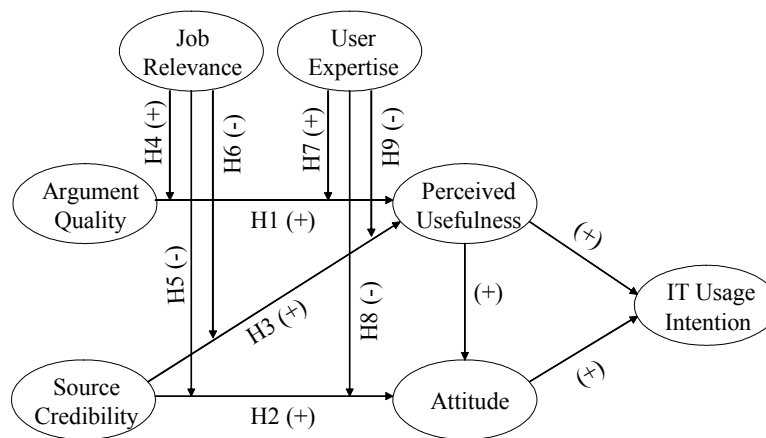 Job
Relevance
User
Expertise
H4 (+)
H6 (-)
H7 (+)
H9 (-)
Argument
Quality
H1 (+)
Perceived
Usefulness
(+)
H5 (-)
H3 (+)
H8 (-)
(+)
IT Usage
Intention
Source
Credibility
H2 (+)
Attitude
(+)